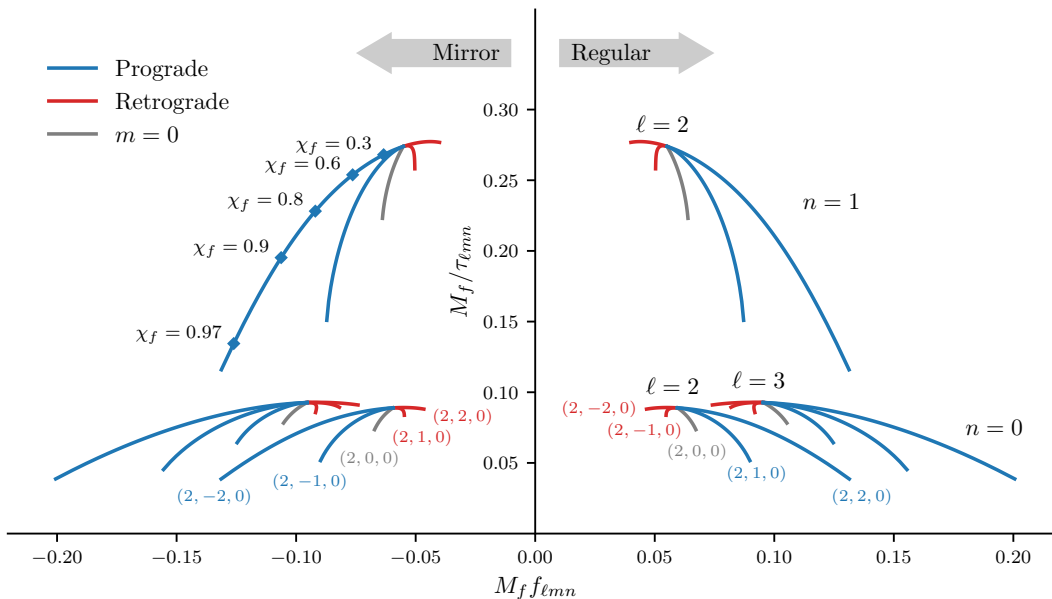 Mirror
Regular
Prograde
Retrograde
m = 0
0.30
0.25
0.20
0.15
0.10
0.05
M_f/τ_{ℓmn}
χ_f = 0.3
χ_f = 0.6
χ_f = 0.8
χ_f = 0.9
χ_f = 0.97
ℓ = 2
n = 1
ℓ = 2
ℓ = 3
n = 0
(2, 2, 0)
(2, 1, 0)
(2, 0, 0)
(2, −1, 0)
(2, −2, 0)
(2, −2, 0)
(2, −1, 0)
(2, 0, 0)
(2, 1, 0)
(2, 2, 0)
−0.20
−0.15
−0.10
−0.05
0.00
0.05
0.10
0.15
0.20
M_f f_{ℓmn}